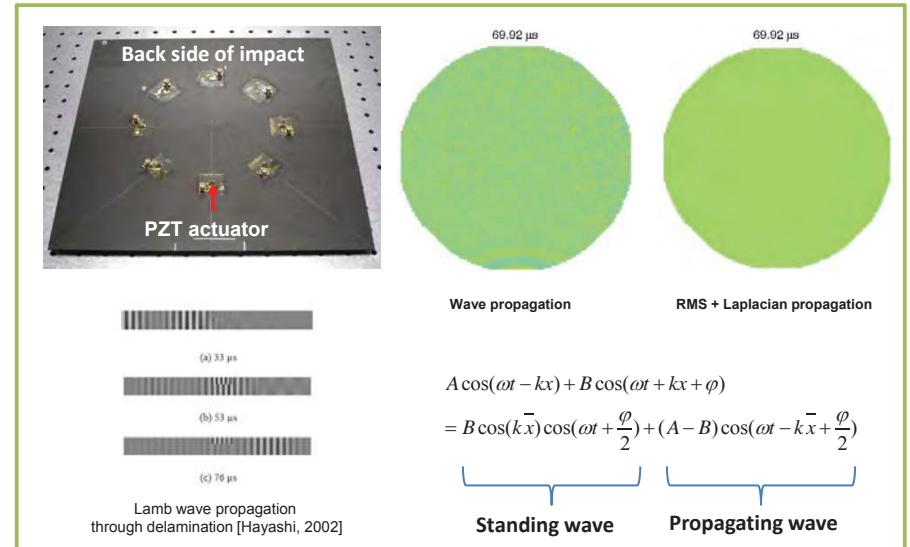 Back side of impact
PZT actuator
69.92 μs
Wave propagation
69.92 μs
RMS + Laplacian propagation
(a) 33 μs
(b) 53 μs
(c) 76 μs
Lamb wave propagation
through delamination [Hayashi, 2002]
A cos(ωt − kx) + B cos(ωt + kx + φ)
= B cos(k x̅) cos(ωt + φ/2) + (A − B) cos(ωt − k x̅ + φ/2)
Standing wave
Propagating wave